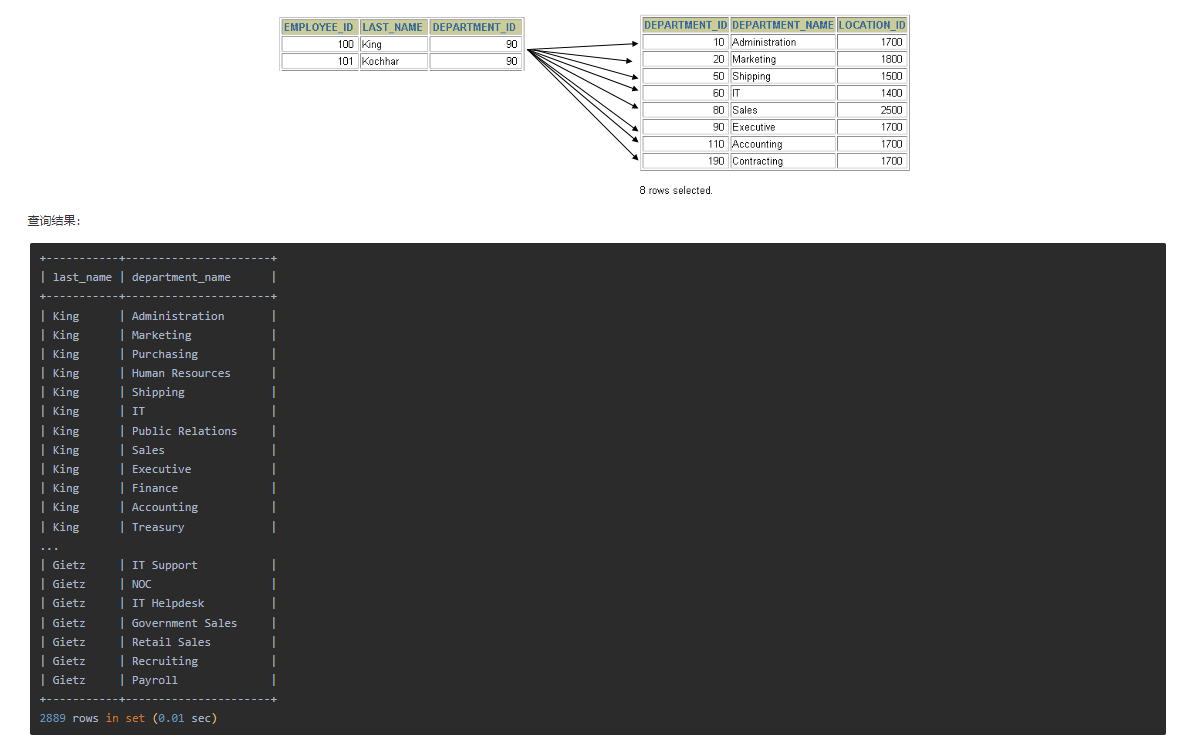 EMPLOYEE_ID LAST_NAME DEPARTMENT_ID
100 King 90
101 Kochhar 90
DEPARTMENT_ID DEPARTMENT_NAME LOCATION_ID
10 Administration 1700
20 Marketing 1800
50 Shipping 1500
60 IT 1400
80 Sales 2500
90 Executive 1700
110 Accounting 1700
190 Contracting 1700
8 rows selected.
查询结果：
+-----------+----------------------+
| last_name | department_name      |
+-----------+----------------------+
| King      | Administration       |
| King      | Marketing            |
| King      | Purchasing           |
| King      | Human Resources      |
| King      | Shipping             |
| King      | IT                   |
| King      | Public Relations     |
| King      | Sales                |
| King      | Executive            |
| King      | Finance              |
| King      | Accounting           |
| King      | Treasury             |
...
| Gietz     | IT Support           |
| Gietz     | NOC                  |
| Gietz     | IT Helpdesk          |
| Gietz     | Government Sales     |
| Gietz     | Retail Sales         |
| Gietz     | Recruiting           |
| Gietz     | Payroll              |
+-----------+----------------------+
2889 rows in set (0.01 sec)